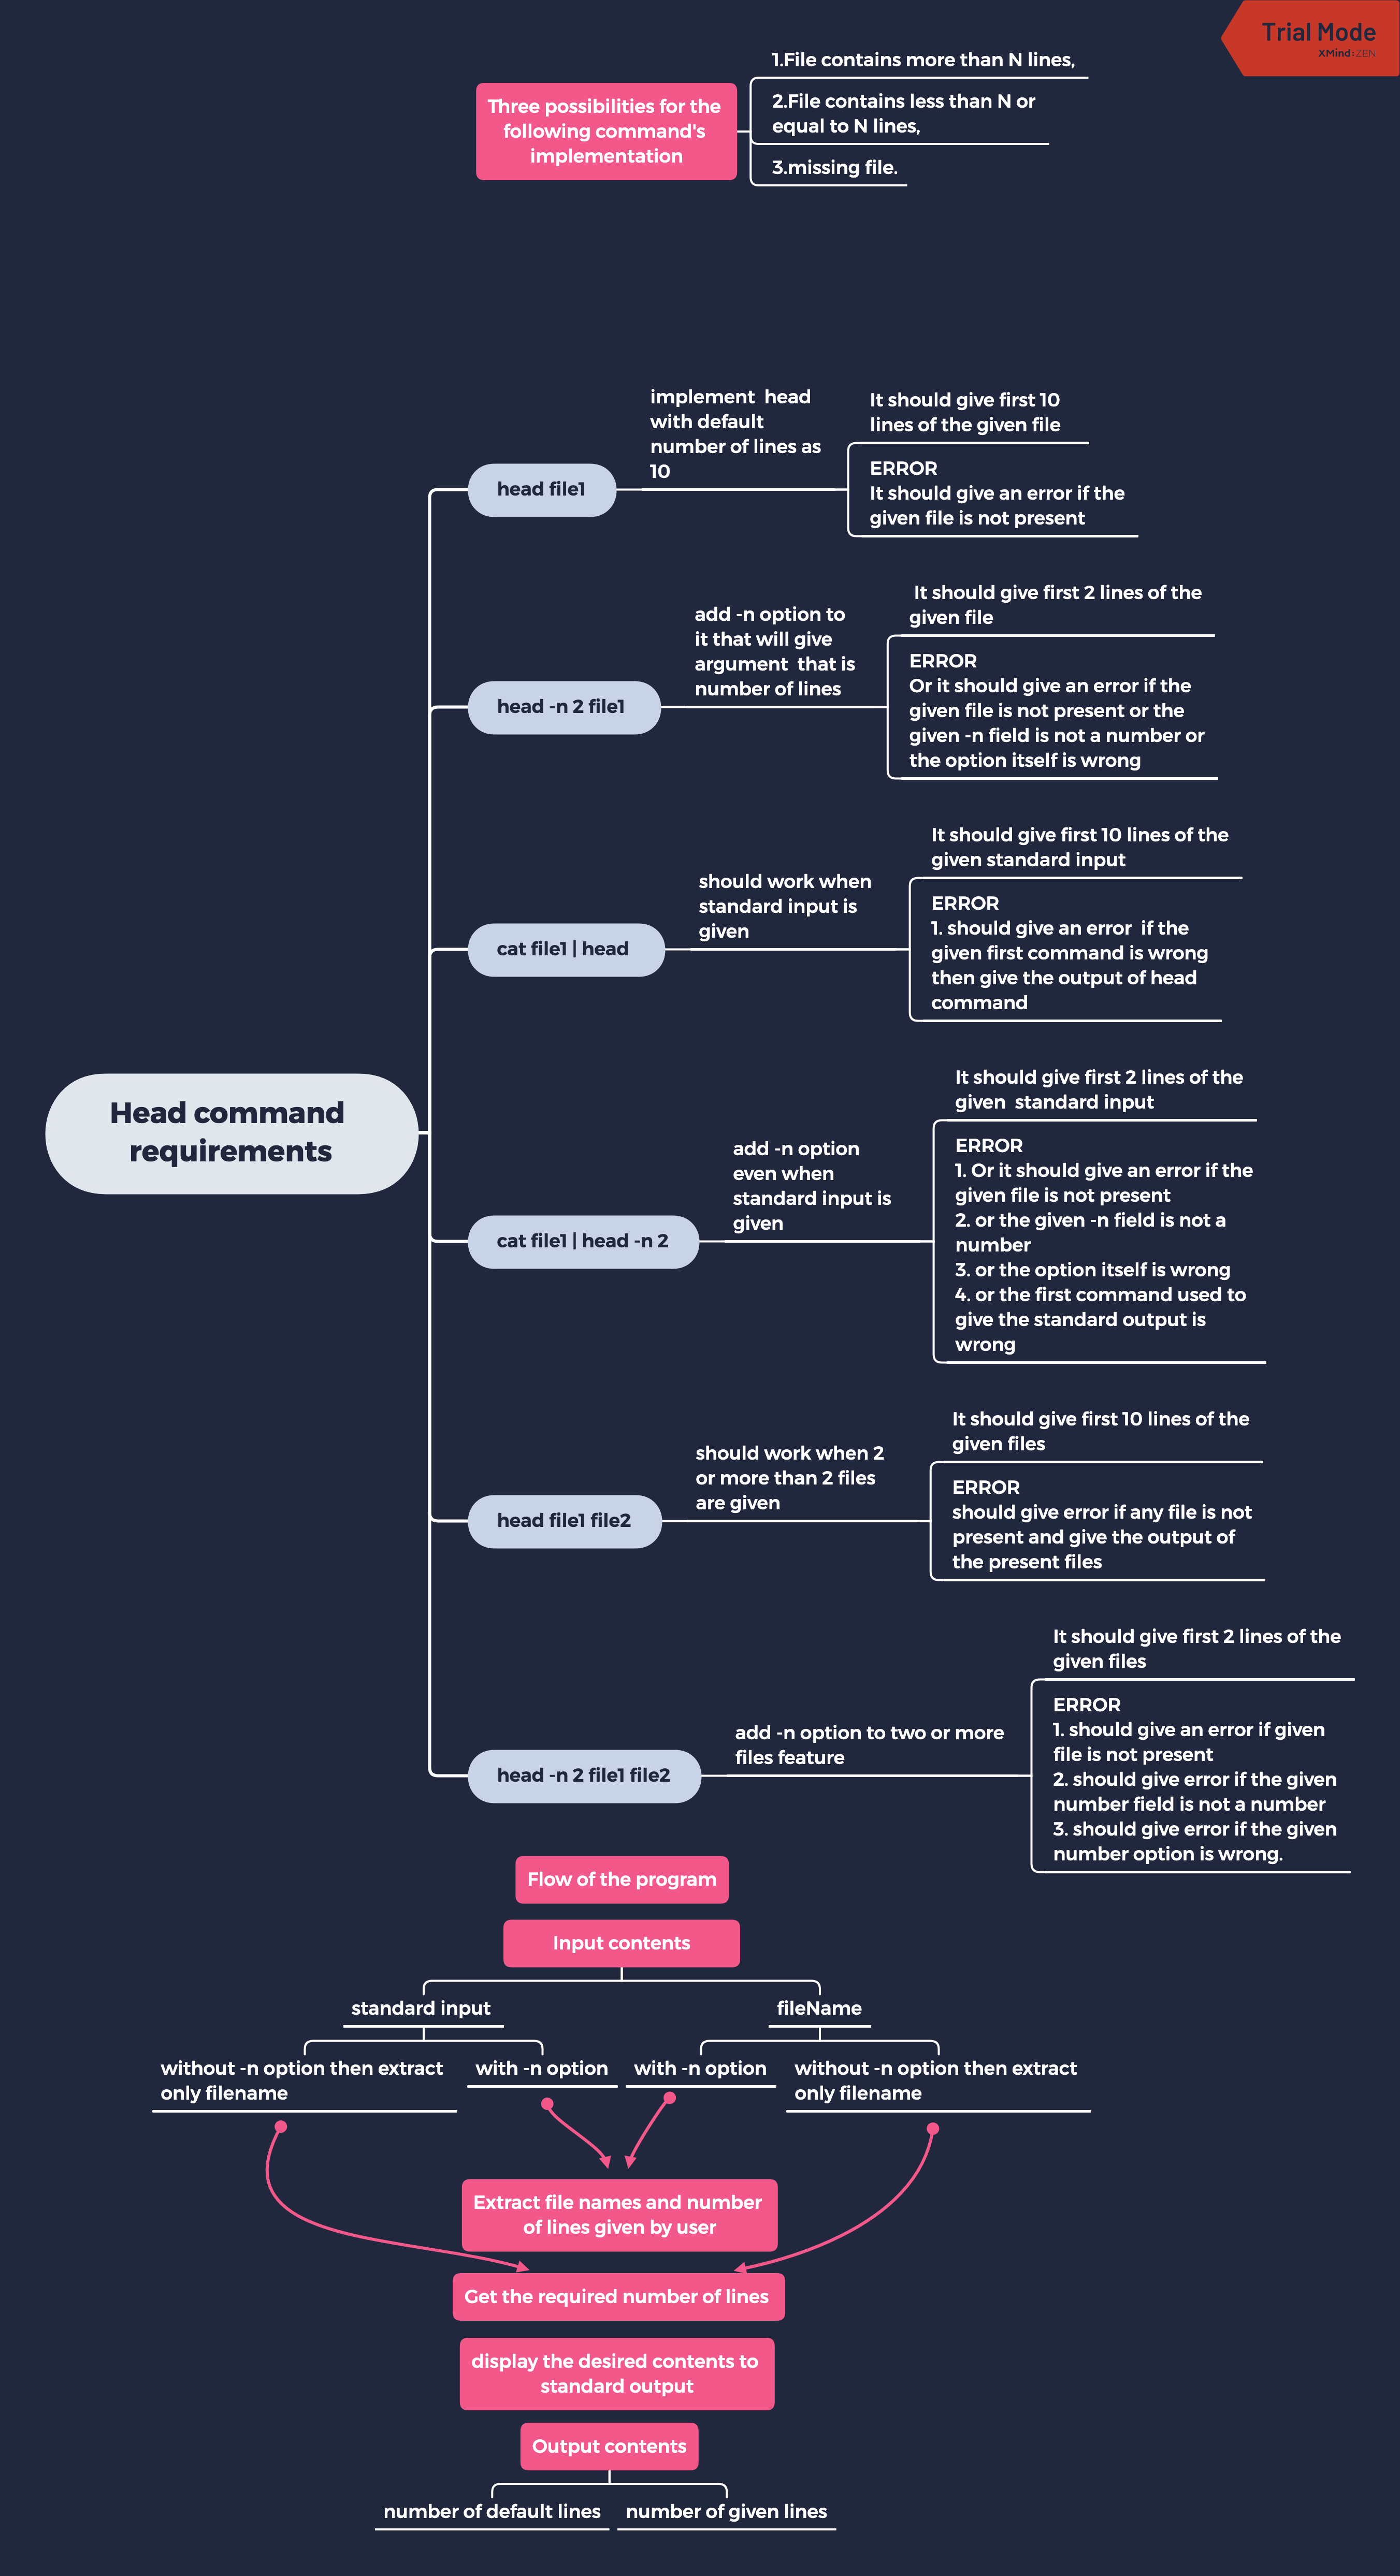 Trial Mode
XMind:ZEN
Three possibilities for the
following command's
implementation
1.File contains more than N lines,
2.File contains less than N or
equal to N lines,
3.missing file.
Head command
requirements
head file1
implement  head
with default
number of lines as
10
It should give first 10
lines of the given file
ERROR
It should give an error if the
given file is not present
head -n 2 file1
add -n option to
it that will give
argument  that is
number of lines
It should give first 2 lines of the
given file
ERROR
Or it should give an error if the
given file is not present or the
given -n field is not a number or
the option itself is wrong
cat file1 | head
should work when
standard input is
given
It should give first 10 lines of the
given standard input
ERROR
1. should give an error  if the
given first command is wrong
then give the output of head
command
cat file1 | head -n 2
add -n option
even when
standard input is
given
It should give first 2 lines of the
given  standard input
ERROR
1. Or it should give an error if the
given file is not present
2. or the given -n field is not a
number
3. or the option itself is wrong
4. or the first command used to
give the standard output is
wrong
head file1 file2
should work when 2
or more than 2 files
are given
It should give first 10 lines of the
given files
ERROR
should give error if any file is not
present and give the output of
the present files
head -n 2 file1 file2
add -n option to two or more
files feature
It should give first 2 lines of the
given files
ERROR
1. should give an error if given
file is not present
2. should give error if the given
number field is not a number
3. should give error if the given
number option is wrong.
Flow of the program
Input contents
standard input
fileName
without -n option then extract
only filename
with -n option
with -n option
without -n option then extract
only filename
Extract file names and number
of lines given by user
Get the required number of lines
display the desired contents to
standard output
Output contents
number of default lines
number of given lines